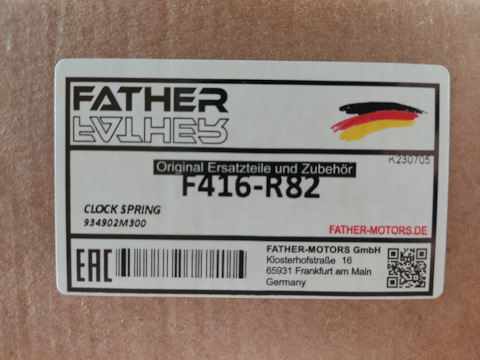 FATHER
FATHER
Original Ersatzteile und Zubehör
K230705
F416-R82
CLOCK SPRING
934902M300
FATHER-MOTORS.DE
EAC
FATHER-MOTORS GmbH
Klosterhofstraße 16
65931 Frankfurt am Main
Germany